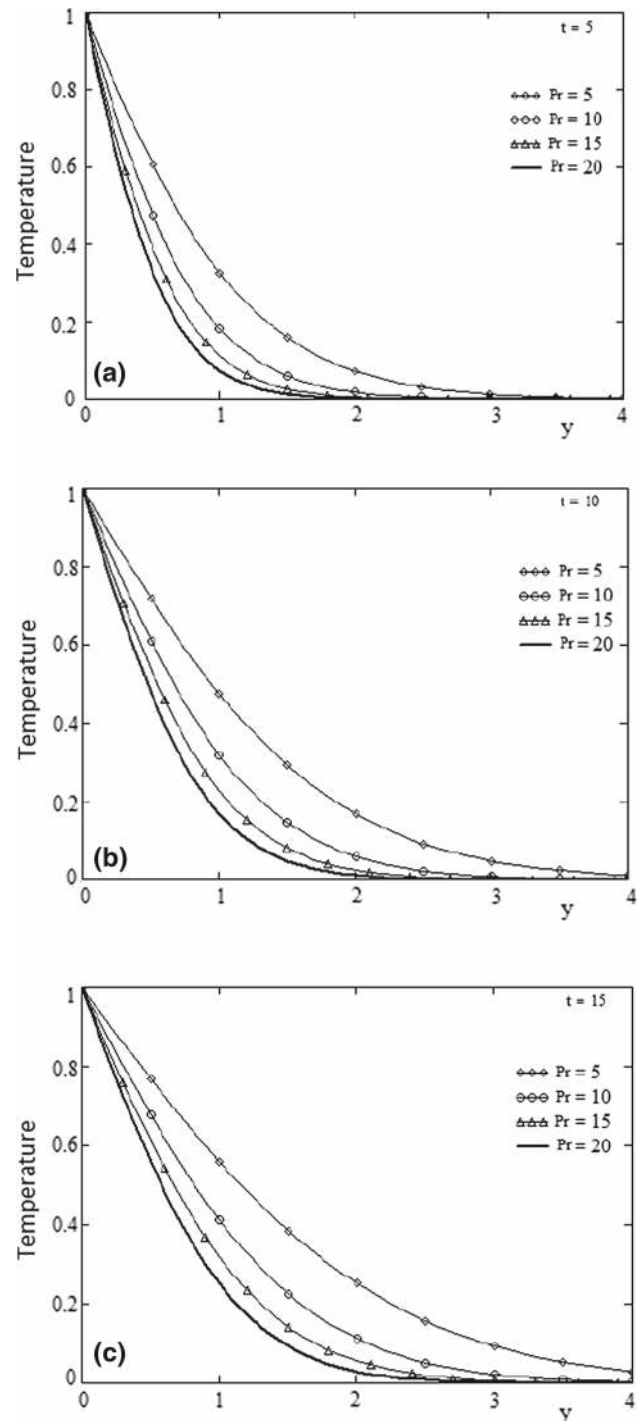 1
0.8
0.6
0.4
0.2
0
Temperature
t = 5
Pr = 5
Pr = 10
Pr = 15
Pr = 20
(a)
0 1 2 3 4
y
1
0.8
0.6
0.4
0.2
0
Temperature
t = 10
Pr = 5
Pr = 10
Pr = 15
Pr = 20
(b)
0 1 2 3 4
y
1
0.8
0.6
0.4
0.2
0
Temperature
t = 15
Pr = 5
Pr = 10
Pr = 15
Pr = 20
(c)
0 1 2 3 4
y